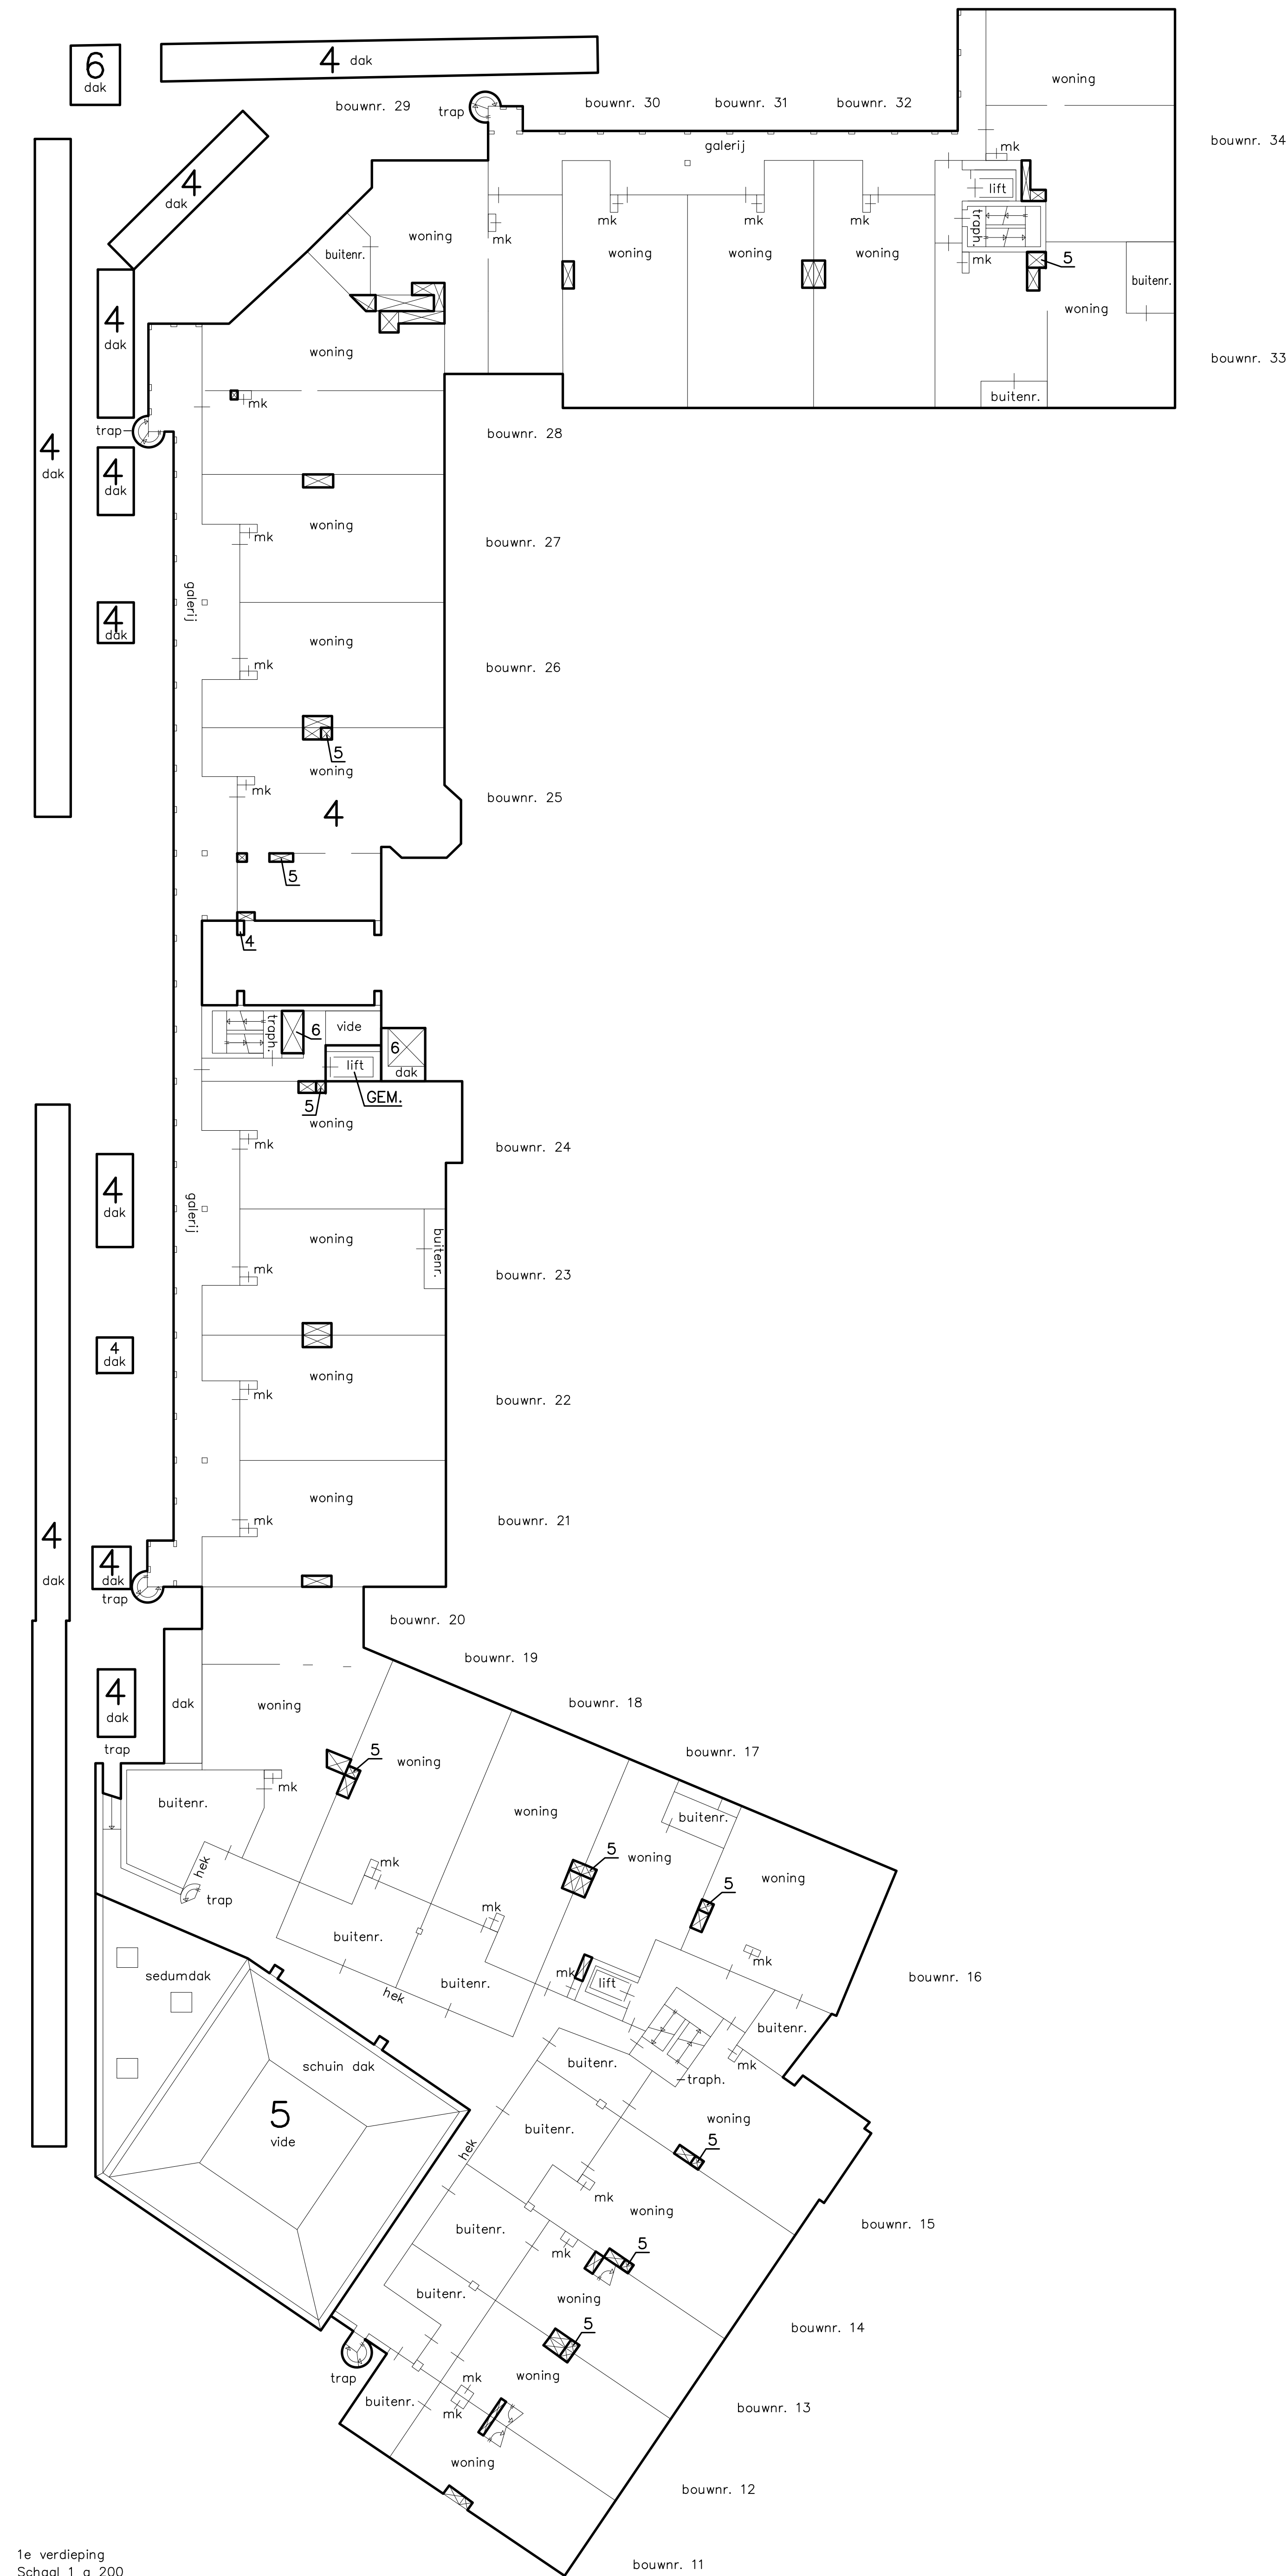 6
dak
4 dak
bouwnr. 29
trap
bouwnr. 30
bouwnr. 31
bouwnr. 32
woning
bouwnr. 34
galerij
mk
lift
traph.
4
dak
mk
mk
mk
mk
woning
buitenr.
woning
woning
woning
mk
5
buitenr.
woning
4
dak
woning
bouwnr. 33
buitenr.
mk
trap
bouwnr. 28
4
dak
4
dak
woning
mk
bouwnr. 27
galerij
4
dak
woning
mk
bouwnr. 26
5
woning
mk
bouwnr. 25
4
5
4
traph.
6
vide
6
dak
lift
GEM.
5
woning
mk
bouwnr. 24
4
dak
galerij
woning
buitenr.
mk
bouwnr. 23
4
dak
woning
mk
bouwnr. 22
woning
mk
bouwnr. 21
4
dak
4
dak
trap
bouwnr. 20
bouwnr. 19
4
dak
dak
woning
bouwnr. 18
trap
5
woning
bouwnr. 17
mk
buitenr.
woning
buitenr.
5
woning
hek
mk
woning
5
trap
mk
buitenr.
mk
sedumdak
buitenr.
mk
lift
bouwnr. 16
hek
buitenr.
schuin dak
buitenr.
mk
traph.
5
vide
woning
buitenr.
hek
5
mk
woning
bouwnr. 15
buitenr.
mk
5
buitenr.
woning
5
bouwnr. 14
trap
mk
woning
buitenr.
mk
bouwnr. 13
woning
bouwnr. 12
1e verdieping
bouwnr. 11
Schaal 1 a 200